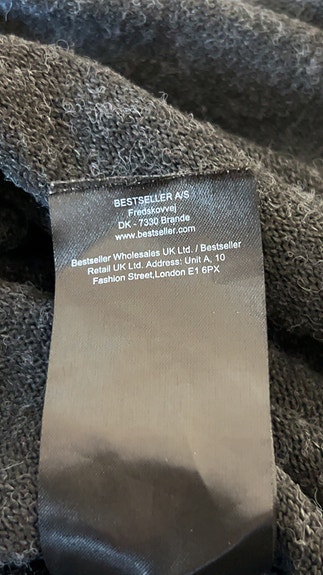 BESTSELLER A/S
Fredskovvej
DK - 7330 Brande
www.bestseller.com
Bestseller Wholesales UK Ltd. / Bestseller
Retail UK Ltd. Address: Unit A, 10
Fashion Street,London E1 6PX